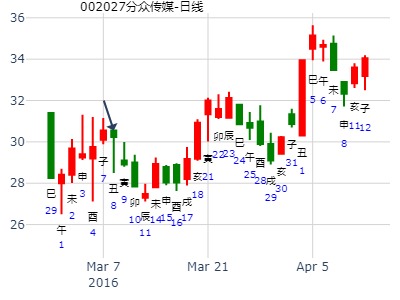 002027分众传媒-日线
36
34
32
30
28
26
巳
29
午
1
未
2
申
3
酉
4
子
7
丑
8
寅
9
卯
10
辰
11
未
14
申
15
酉
16
戌
17
亥
寅
21
卯
22
辰
23
巳
24
午
25
酉
28
戌
29
亥
30
子
31
丑
1
巳
5
午
6
未
7
申
8
亥
11
子
12
Mar 7
2016
Mar 21
Apr 5